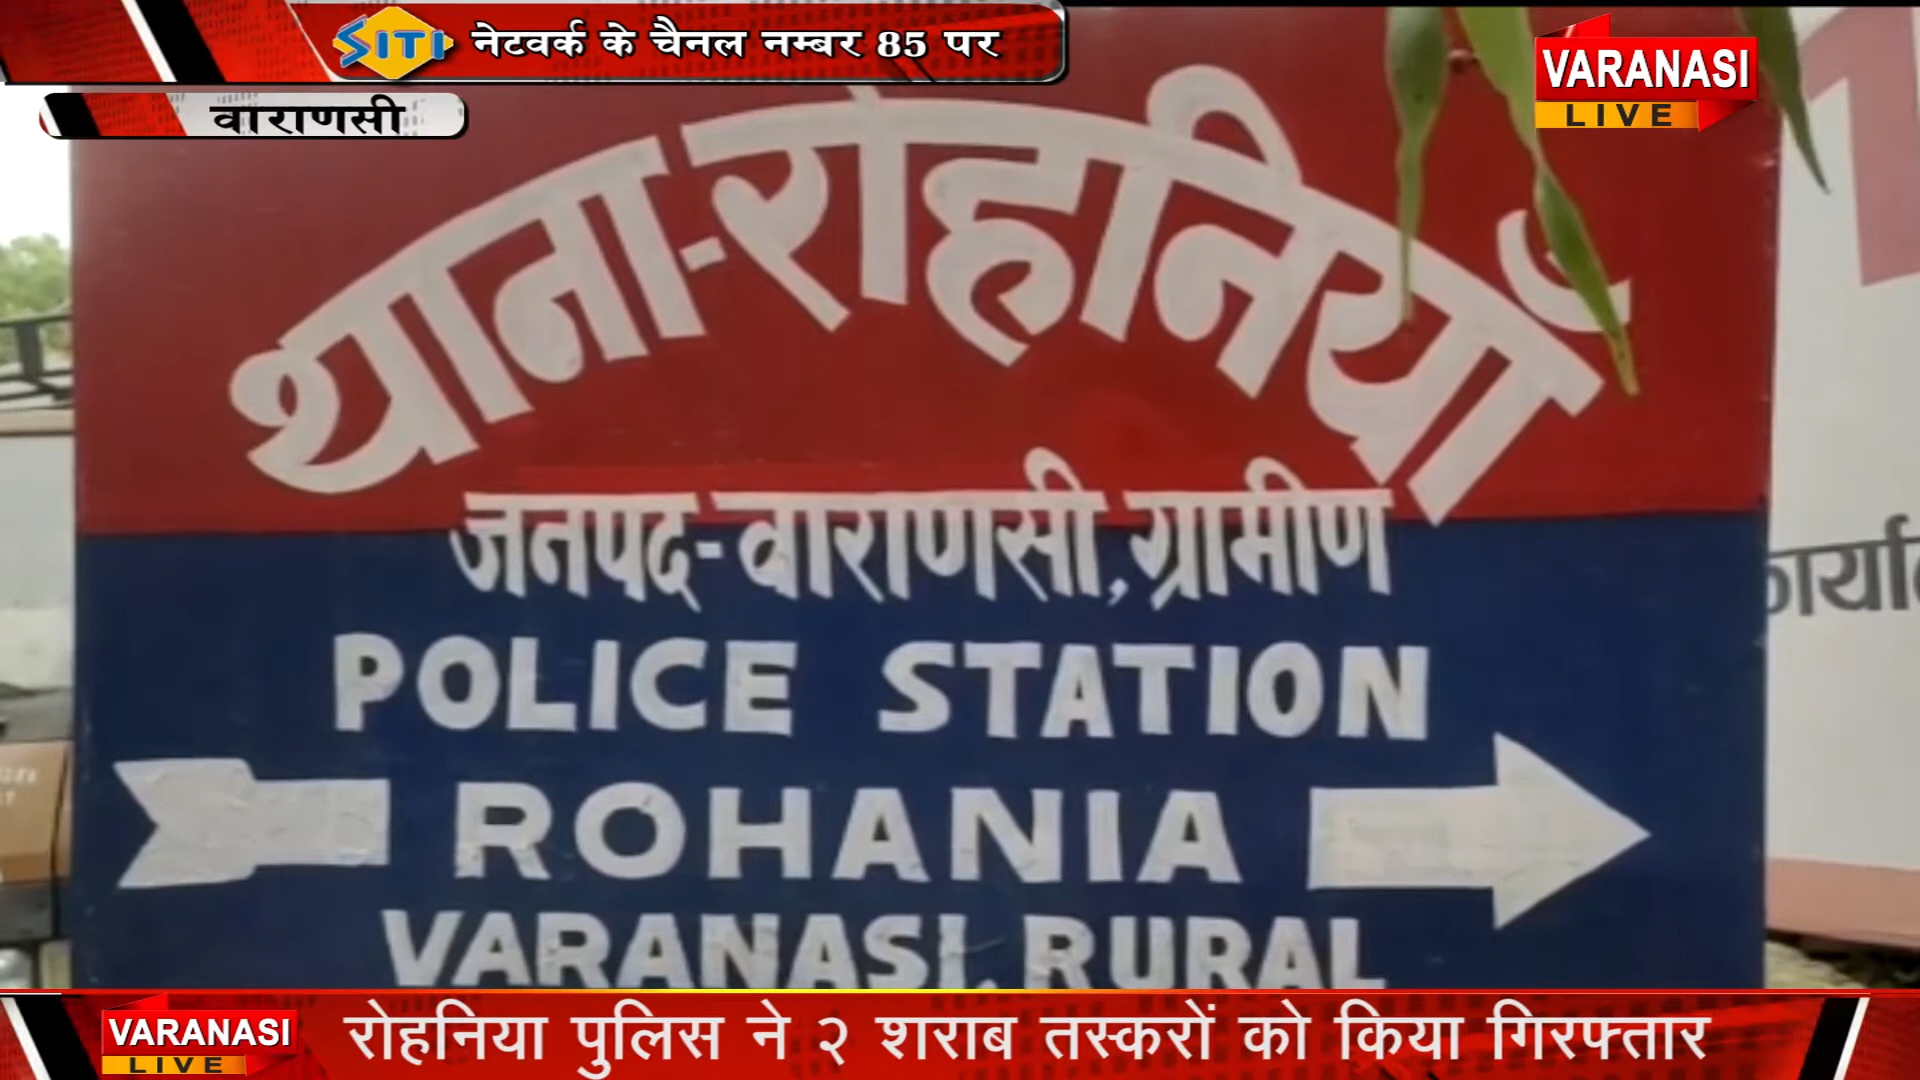 SITI नेटवर्क के चैनल नम्बर 85 पर
VARANASI
LIVE
वाराणसी
थाना-रोहनियाँ
जनपद-वाराणसी, ग्रामीण
POLICE STATION
ROHANIA
VARANASI, RURAL
VARANASI
LIVE
रोहनिया पुलिस ने २ शराब तस्करों को किया गिरफ्तार